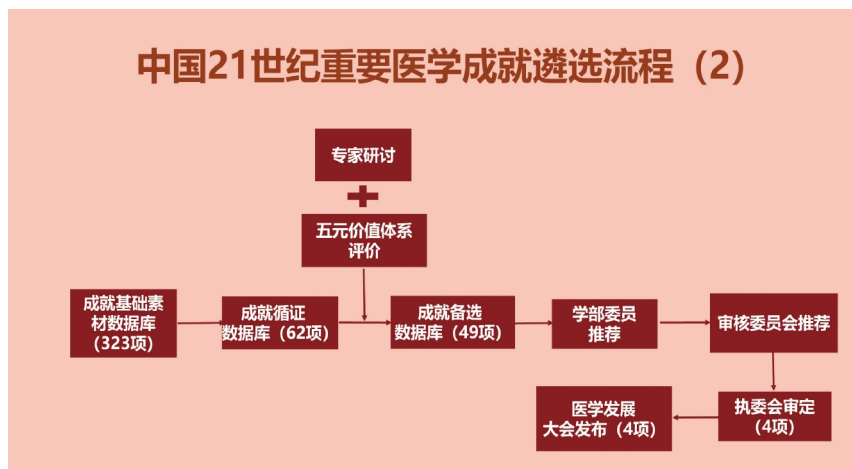 中国21世纪重要医学成就遴选流程（2）
专家研讨
五元价值体系
评价
成就基础素
材数据库
（323项）
成就循证
数据库（62项）
成就备选
数据库（49项）
学部委员
推荐
审核委员会推荐
执委会审定
（4项）
医学发展
大会发布（4项）